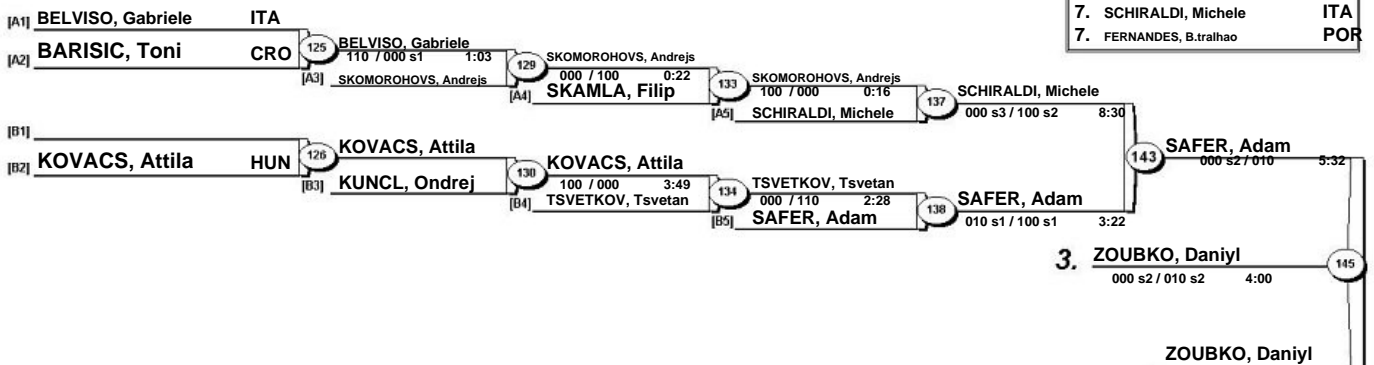 7. SCHIRALDI, Michele ITA
7. FERNANDES, B.tralhao POR
[A1] BELVISO, Gabriele ITA
[A2] BARISIC, Toni CRO
125
BELVISO, Gabriele
110 / 000 s1 1:03
[A3] SKOMOROHOVS, Andrejs
129
SKOMOROHOVS, Andrejs
000 / 100 0:22
[A4] SKAMLA, Filip
133
SKOMOROHOVS, Andrejs
100 / 000 0:16
[A5] SCHIRALDI, Michele
137
SCHIRALDI, Michele
000 s3 / 100 s2 8:30
[B1]
[B2] KOVACS, Attila HUN
126
KOVACS, Attila
[B3] KUNCL, Ondrej
130
KOVACS, Attila
100 / 000 3:49
[B4] TSVETKOV, Tsvetan
134
TSVETKOV, Tsvetan
000 / 110 2:28
[B5] SAFER, Adam
138
SAFER, Adam
010 s1 / 100 s1 3:22
143
SAFER, Adam
000 s2 / 010 5:32
3. ZOUBKO, Daniyl
000 s2 / 010 s2 4:00
145
ZOUBKO, Daniyl